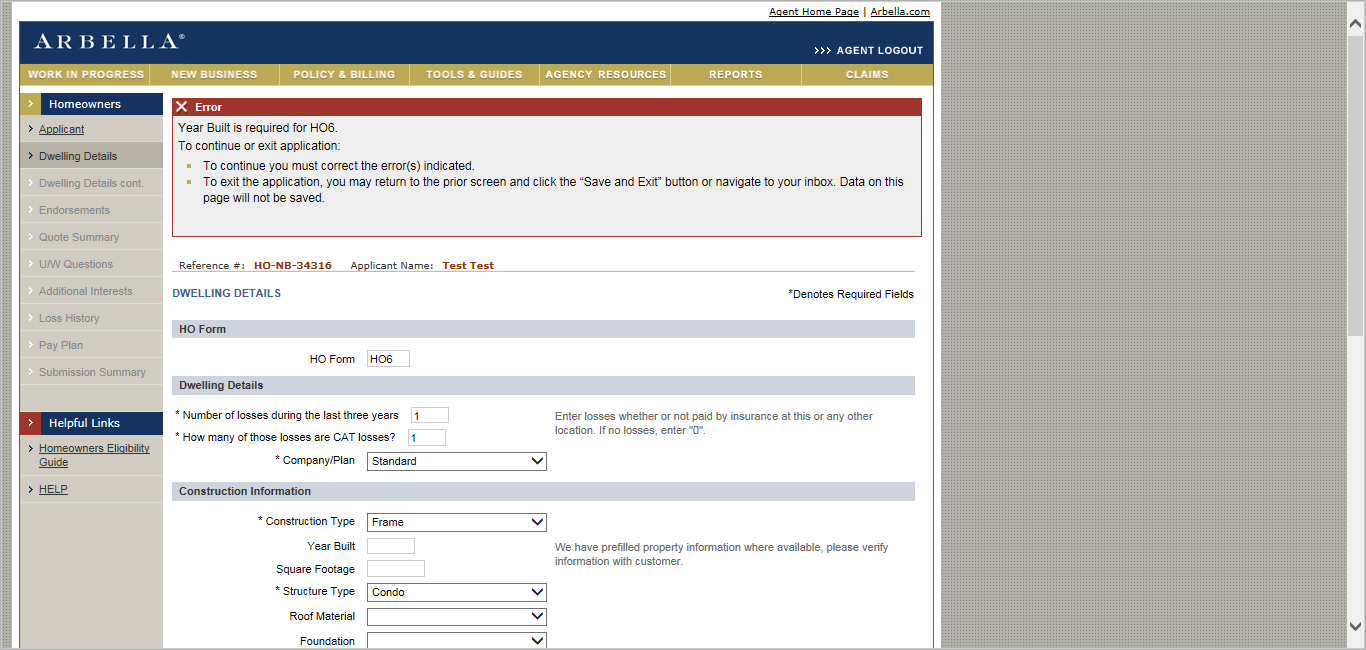 Agent Home Page | Arbella.com
ARBELLA®
>>> AGENT LOGOUT
WORK IN PROGRESS NEW BUSINESS POLICY & BILLING TOOLS & GUIDES AGENCY RESOURCES REPORTS CLAIMS
Homeowners
Applicant
Dwelling Details
Dwelling Details cont.
Endorsements
Quote Summary
U/W Questions
Additional Interests
Loss History
Pay Plan
Submission Summary
Helpful Links
Homeowners Eligibility
Guide
HELP
Error
Year Built is required for HO6.
To continue or exit application:
To continue you must correct the error(s) indicated.
To exit the application, you may return to the prior screen and click the “Save and Exit” button or navigate to your inbox. Data on this
page will not be saved.
Reference #: HO-NB-34316 Applicant Name: Test Test
DWELLING DETAILS
*Denotes Required Fields
HO Form
HO Form HO6
Dwelling Details
* Number of losses during the last three years 1
* How many of those losses are CAT losses? 1
Enter losses whether or not paid by insurance at this or any other
location. If no losses, enter "0".
* Company/Plan Standard
Construction Information
* Construction Type Frame
Year Built
We have prefilled property information where available, please verify
information with customer.
Square Footage
* Structure Type Condo
Roof Material
Foundation